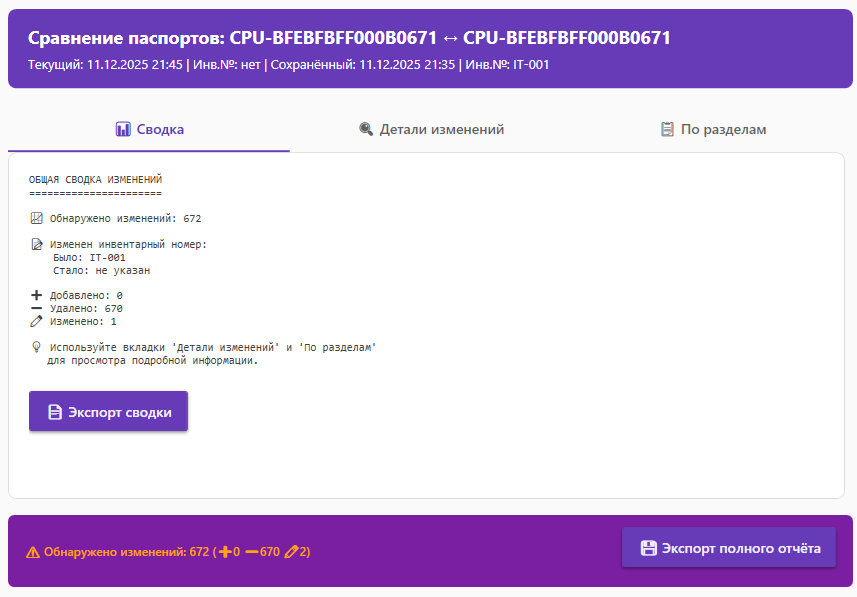 Сравнение паспортов: CPU-BFEBFBFF000B0671 ↔ CPU-BFEBFBFF000B0671
Текущий: 11.12.2025 21:45 | Инв.№: нет | Сохранённый: 11.12.2025 21:35 | Инв.№: IT-001
Сводка
Детали изменений
По разделам
ОБЩАЯ СВОДКА ИЗМЕНЕНИЙ
======================
Обнаружено изменений: 672
Изменен инвентарный номер:
Было: IT-001
Стало: не указан
➕ Добавлено: 0
➖ Удалено: 670
Изменено: 1
Используйте вкладки 'Детали изменений' и 'По разделам'
для просмотра подробной информации.
Экспорт сводки
⚠ Обнаружено изменений: 672 (➕0 ➖670 ✏2)
Экспорт полного отчёта